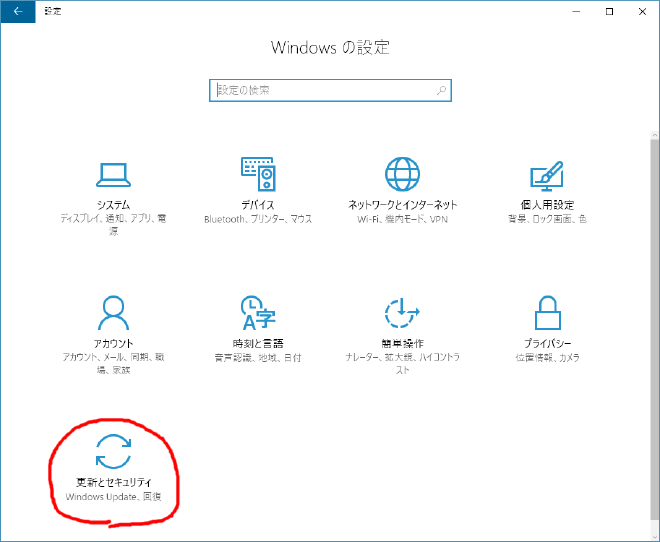 設定
Windows の設定
設定の検索
システム
ディスプレイ、通知、アプリ、電
源
デバイス
Bluetooth、プリンター、マウス
ネットワークとインターネット
Wi-Fi、機内モード、VPN
個人用設定
背景、ロック画面、色
アカウント
アカウント、メール、同期、職
場、家族
A字
時刻と言語
音声認識、地域、日付
簡単操作
ナレーター、拡大鏡、ハイコントラ
スト
プライバシー
位置情報、カメラ
更新とセキュリティ
Windows Update、回復